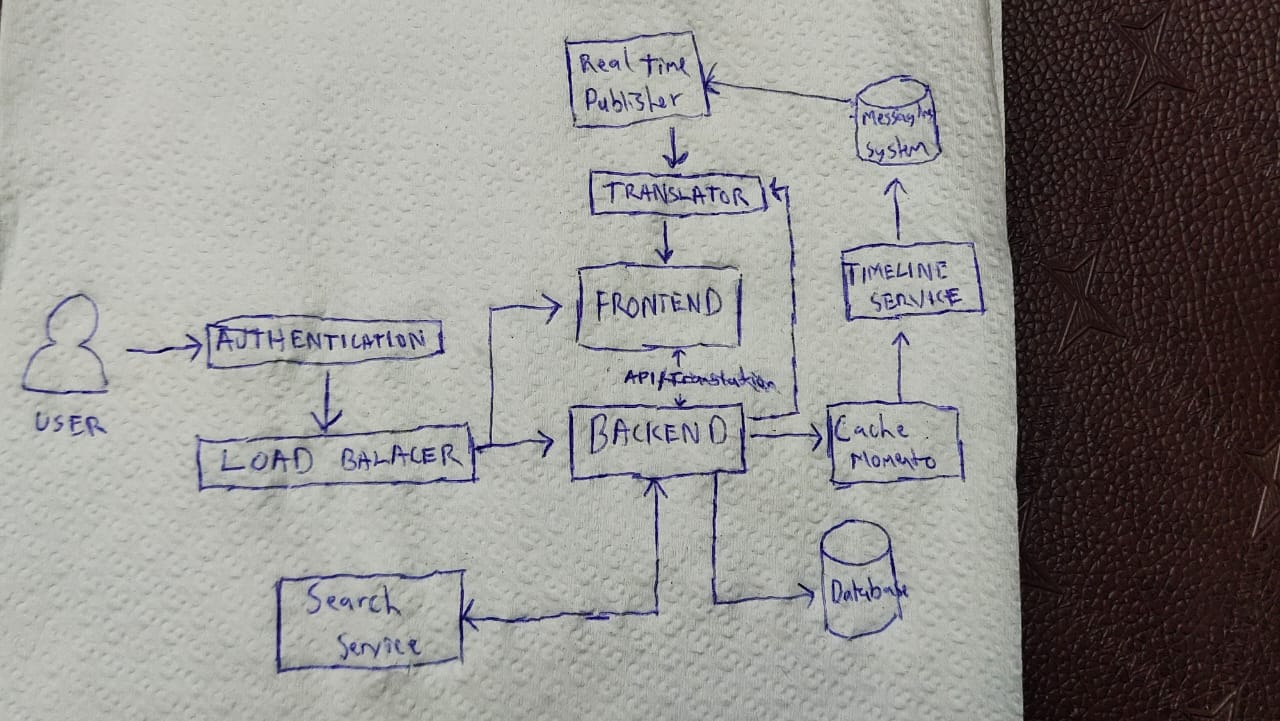 Real time
Publisher
Messaging
System
TRANSLATOR
TIMELINE
SERVICE
FRONTEND
AUTHENTICATION
USER
API/Translation
LOAD BALACER
BACKEND
Cache
Momento
Search
Service
Database